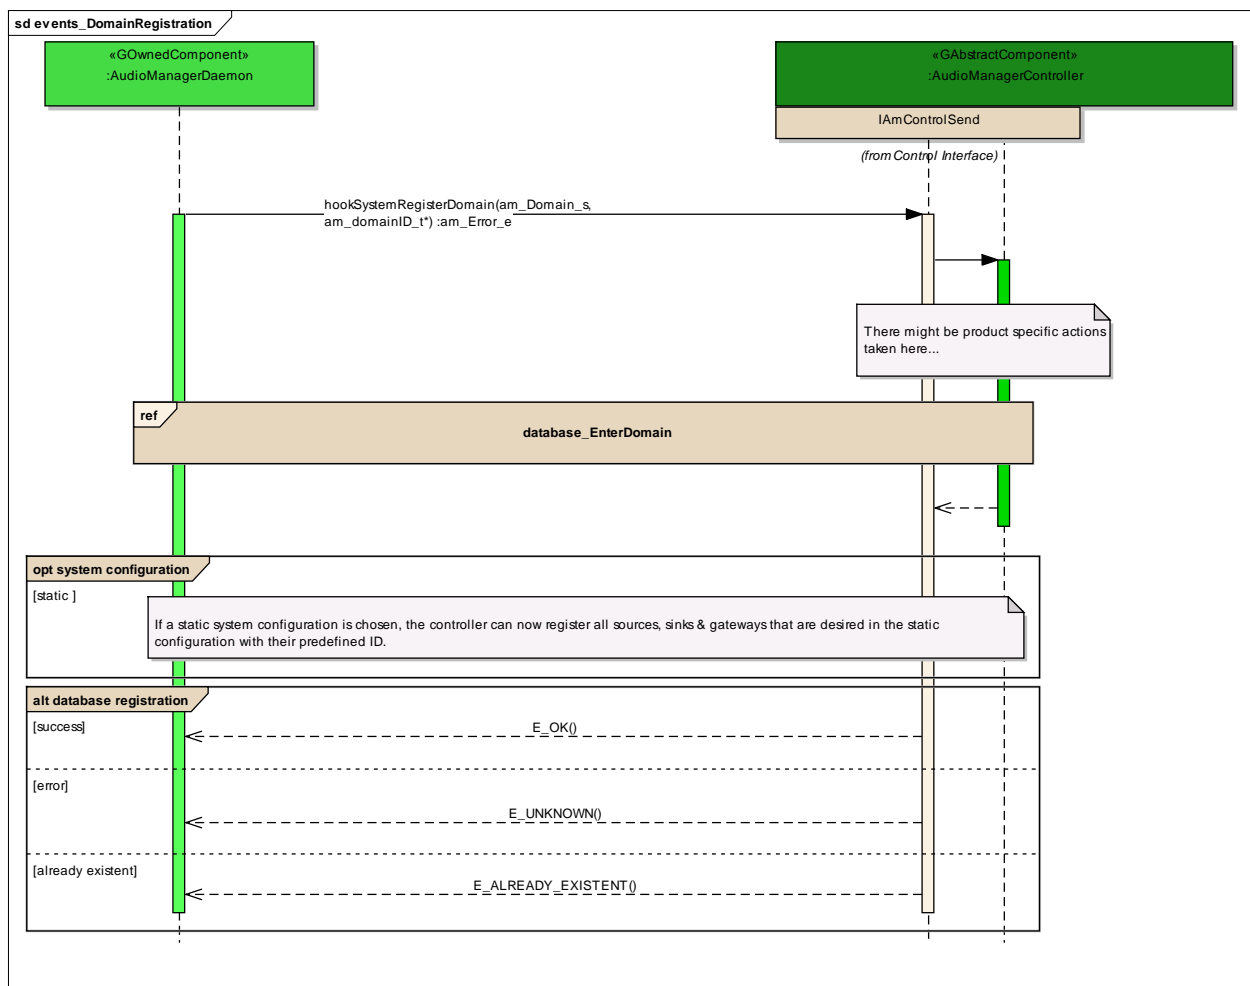 sd events_DomainRegistration
«GOwnedComponent»
:AudioManagerDaemon
«GAbstractComponent»
:AudioManagerController
IAmControlSend
(from Control Interface)
hookSystemRegisterDomain(am_Domain_s,
am_domainID_t*) :am_Error_e
There might be product specific actions
taken here...
ref
database_EnterDomain
opt system configuration
[static ]
If a static system configuration is chosen, the controller can now register all sources, sinks & gateways that are desired in the static
configuration with their predefined ID.
alt database registration
[success]
E_OK()
[error]
E_UNKNOWN()
[already existent]
E_ALREADY_EXISTENT()